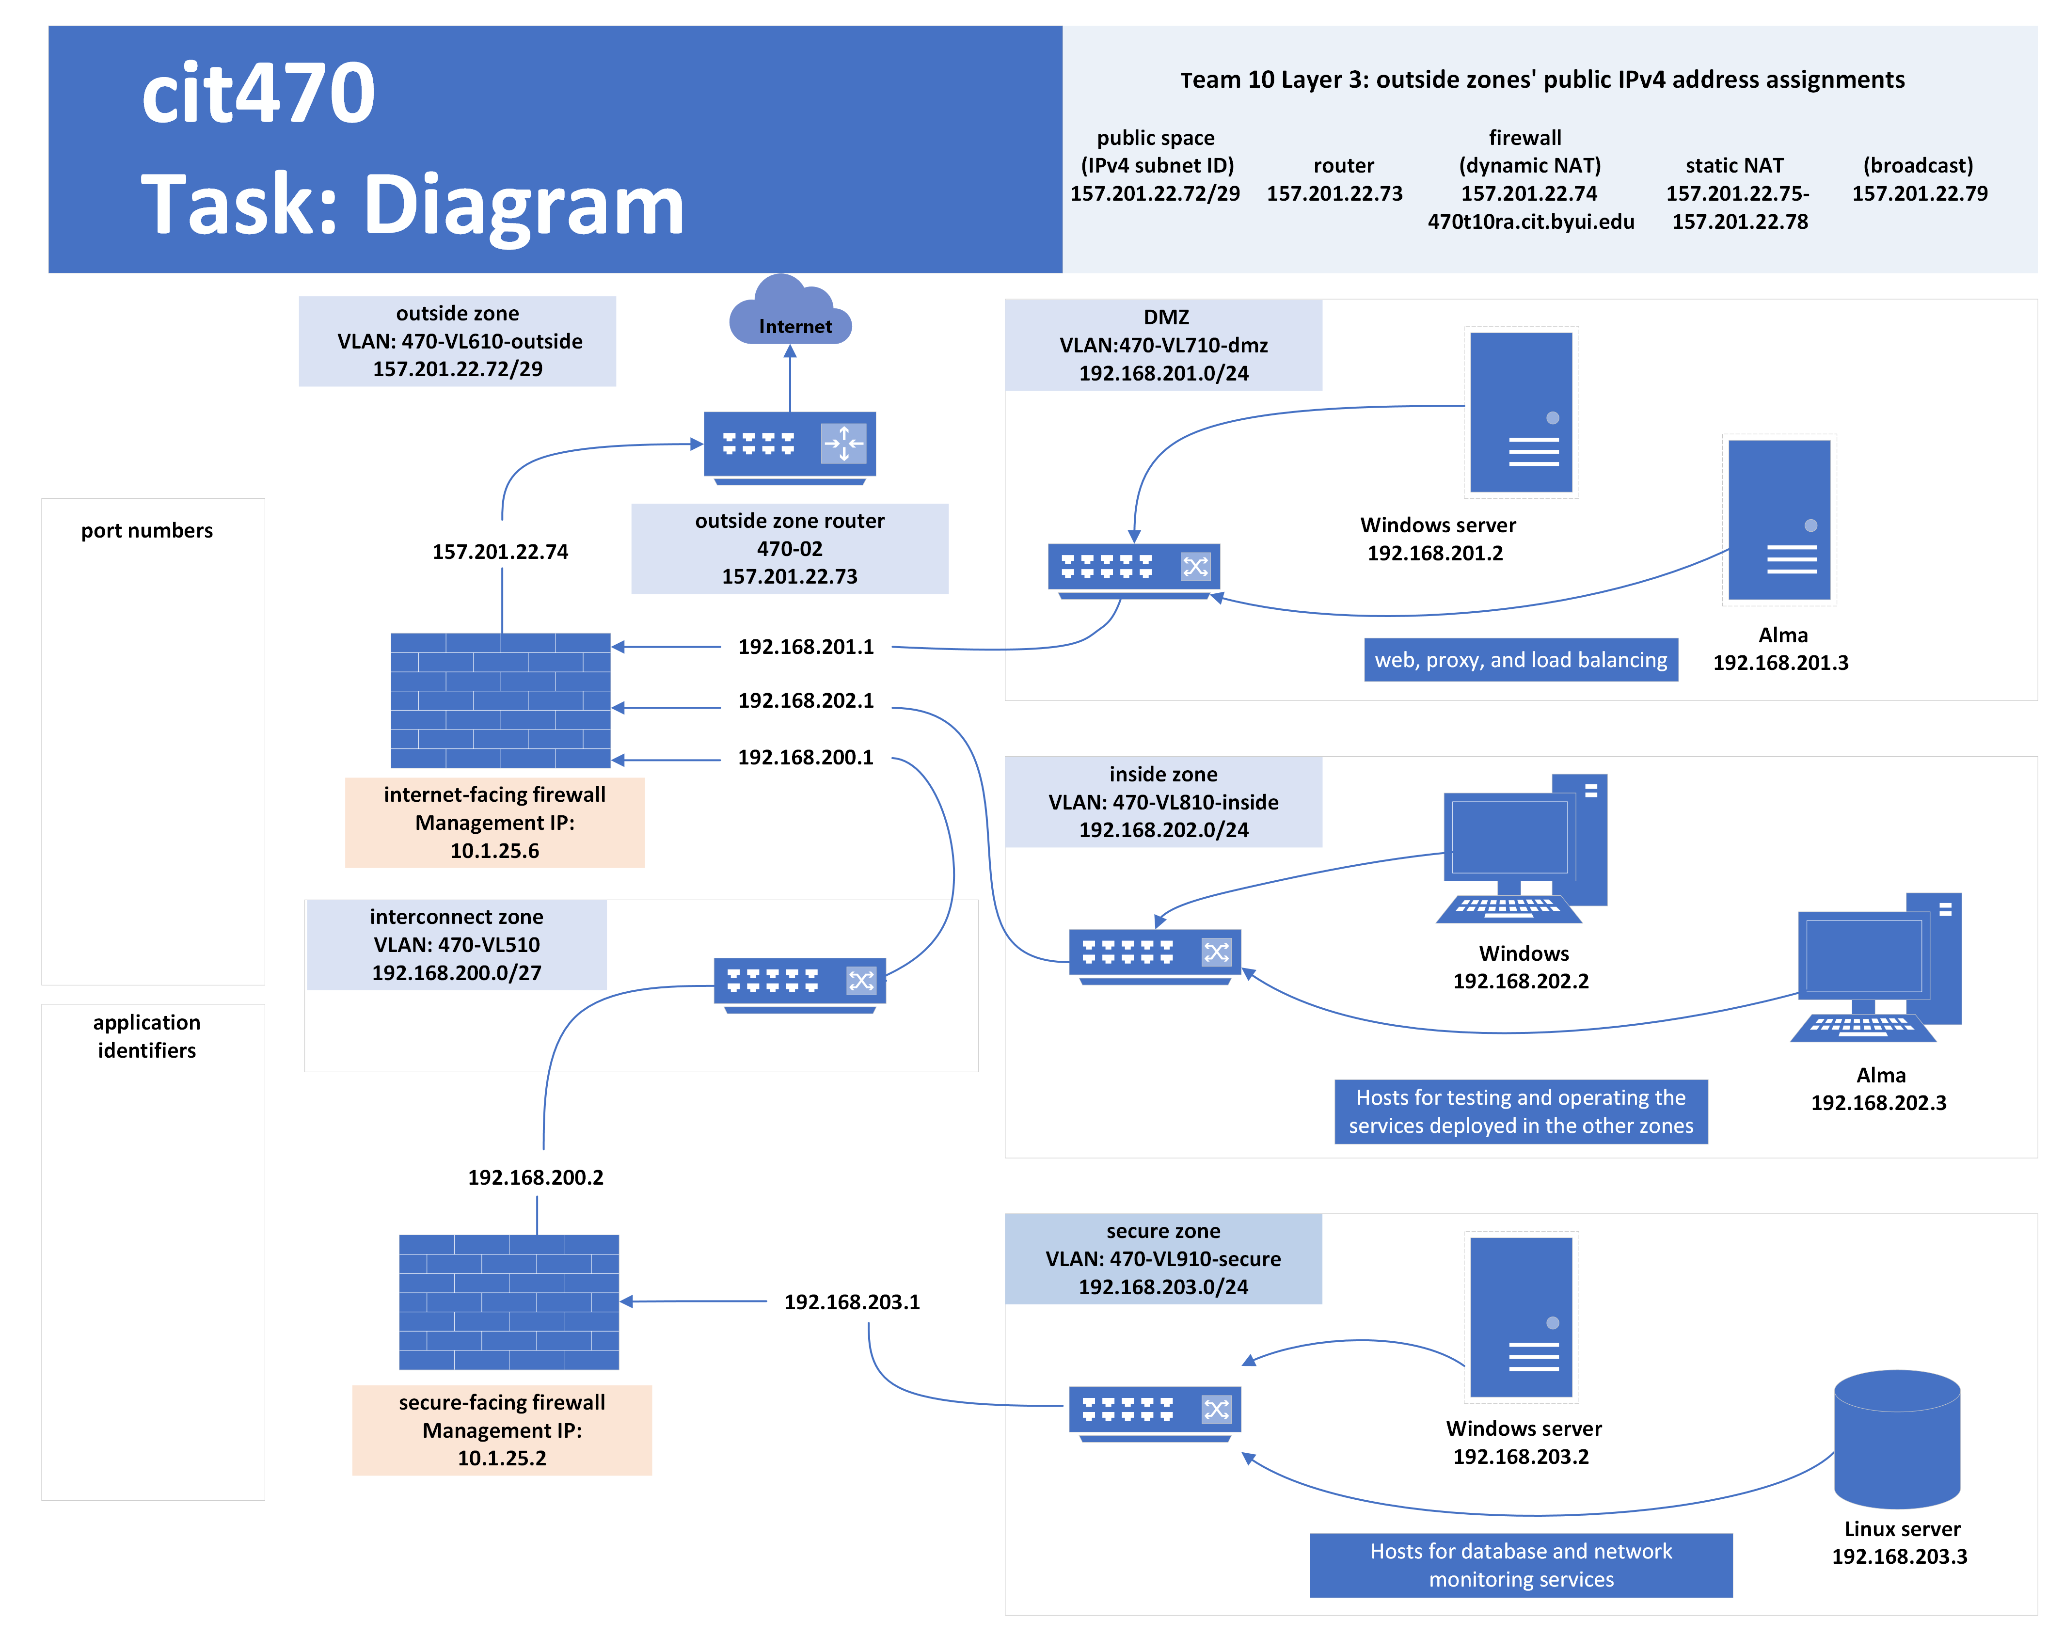 cit470
Task: Diagram
Team 10 Layer 3: outside zones' public IPv4 address assignments
public space
(IPv4 subnet ID)
157.201.22.72/29
router
157.201.22.73
firewall
(dynamic NAT)
157.201.22.74
470t10ra.cit.byui.edu
static NAT
157.201.22.75-
157.201.22.78
(broadcast)
157.201.22.79
outside zone
VLAN: 470-VL610-outside
157.201.22.72/29
Internet
outside zone router
470-02
157.201.22.73
157.201.22.74
port numbers
application
identifiers
192.168.201.1
192.168.202.1
192.168.200.1
internet-facing firewall
Management IP:
10.1.25.6
interconnect zone
VLAN: 470-VL510
192.168.200.0/27
192.168.200.2
secure-facing firewall
Management IP:
10.1.25.2
192.168.203.1
DMZ
VLAN:470-VL710-dmz
192.168.201.0/24
Windows server
192.168.201.2
Alma
192.168.201.3
web, proxy, and load balancing
inside zone
VLAN: 470-VL810-inside
192.168.202.0/24
Windows
192.168.202.2
Alma
192.168.202.3
Hosts for testing and operating the
services deployed in the other zones
secure zone
VLAN: 470-VL910-secure
192.168.203.0/24
Windows server
192.168.203.2
Linux server
192.168.203.3
Hosts for database and network
monitoring services